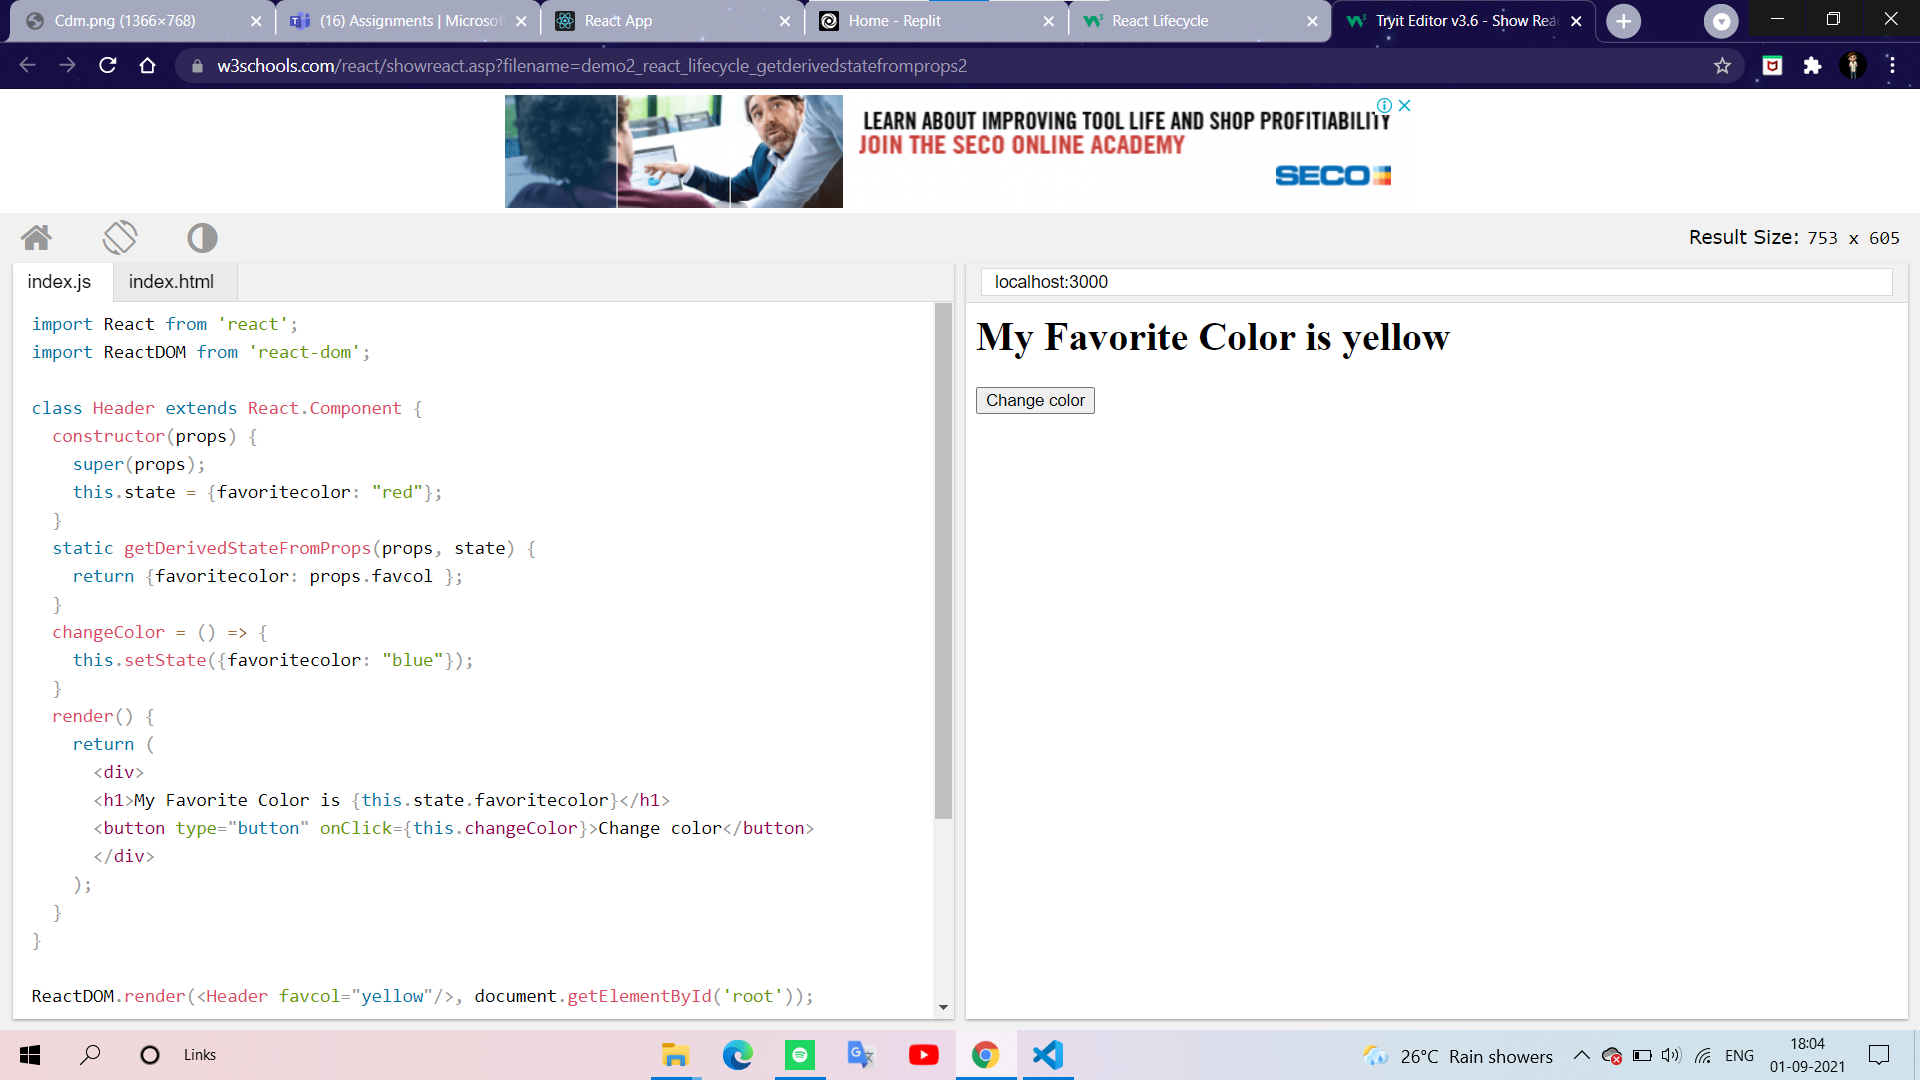 Cdm.png (1366×768)
(16) Assignments | Microsof
React App
Home - Replit
React Lifecycle
Tryit Editor v3.6 - Show Rea
w3schools.com/react/showreact.asp?filename=demo2_react_lifecycle_getderivedstatefromprops2
LEARN ABOUT IMPROVING TOOL LIFE AND SHOP PROFITIABILITY
JOIN THE SECO ONLINE ACADEMY
SECO
Result Size: 753 x 605
index.js
index.html
localhost:3000
import React from 'react';
import ReactDOM from 'react-dom';
class Header extends React.Component {
constructor(props) {
super(props);
this.state = {favoritecolor: "red"};
}
static getDerivedStateFromProps(props, state) {
return {favoritecolor: props.favcol };
}
changeColor = () => {
this.setState({favoritecolor: "blue"});
}
render() {
return (
<div>
<h1>My Favorite Color is {this.state.favoritecolor}</h1>
<button type="button" onClick={this.changeColor}>Change color</button>
</div>
);
}
}
ReactDOM.render(<Header favcol="yellow"/>, document.getElementById('root'));
My Favorite Color is yellow
Change color
Links
26°C Rain showers
ENG
18:04
01-09-2021